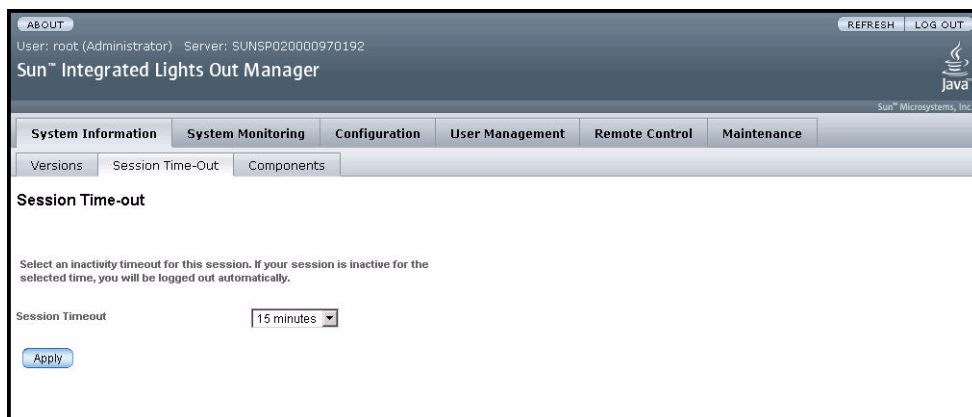 ABOUT
REFRESH LOG OUT
User: root (Administrator) Server: SUNSP020000970192
Sun™ Integrated Lights Out Manager
Java™
Sun™ Microsystems, Inc.
System Information System Monitoring Configuration User Management Remote Control Maintenance
Versions Session Time-Out Components
Session Time-out
Select an inactivity timeout for this session. If your session is inactive for the
selected time, you will be logged out automatically.
Session Timeout 15 minutes
Apply